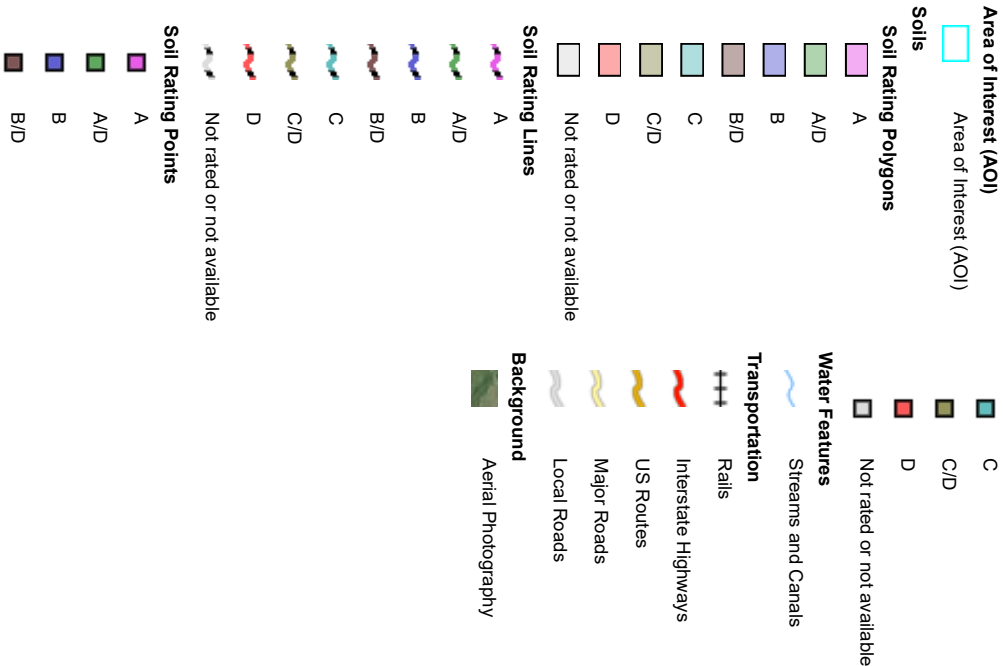 Area of Interest (AOI)
Area of Interest (AOI)
Soils
Soil Rating Polygons
A
A/D
B
B/D
C
C/D
D
Not rated or not available
Soil Rating Lines
A
A/D
B
B/D
C
C/D
D
Not rated or not available
Soil Rating Points
A
A/D
B
B/D
C
C/D
D
Not rated or not available
Water Features
Streams and Canals
Transportation
Rails
Interstate Highways
US Routes
Major Roads
Local Roads
Background
Aerial Photography